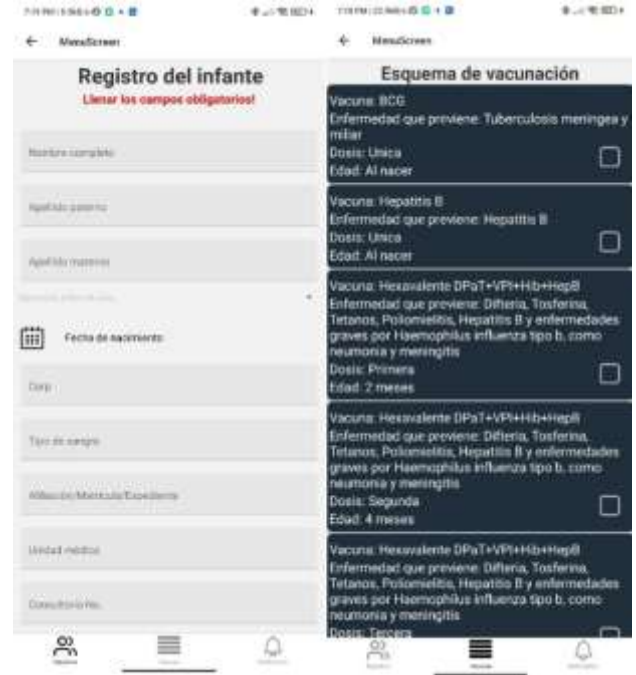 MenuScreen
Registro del infante
Llenar los campos obligatorios!
Nombre completo
Apellido paterno
Apellido materno
Fecha de nacimiento
Curp
Tipo de sangre
Afiliación/Matricula/Expediente
Unidad médica
Consultorio No.
MenuScreen
Esquema de vacunación
Vacuna: BCG
Enfermedad que previene: Tuberculosis meningea y
miliar
Dosis: Unica
Edad: Al nacer
Vacuna: Hepatitis B
Enfermedad que previene: Hepatitis B
Dosis: Unica
Edad: Al nacer
Vacuna: Hexavalente DPaT+VPI+Hib+HepB
Enfermedad que previene: Difteria, Tosferina,
Tetanos, Poliomielitis, Hepatitis B y enfermedades
graves por Haemophilus influenza tipo b, como
neumonia y meningitis
Dosis: Primera
Edad: 2 meses
Vacuna: Hexavalente DPaT+VPI+Hib+HepB
Enfermedad que previene: Difteria, Tosferina,
Tetanos, Poliomielitis, Hepatitis B y enfermedades
graves por Haemophilus influenza tipo b, como
neumonia y meningitis
Dosis: Segunda
Edad: 4 meses
Vacuna: Hexavalente DPaT+VPI+Hib+HepB
Enfermedad que previene: Difteria, Tosferina,
Tetanos, Poliomielitis, Hepatitis B y enfermedades
graves por Haemophilus influenza tipo b, como
neumonia y meningitis
Dosis: Tercera